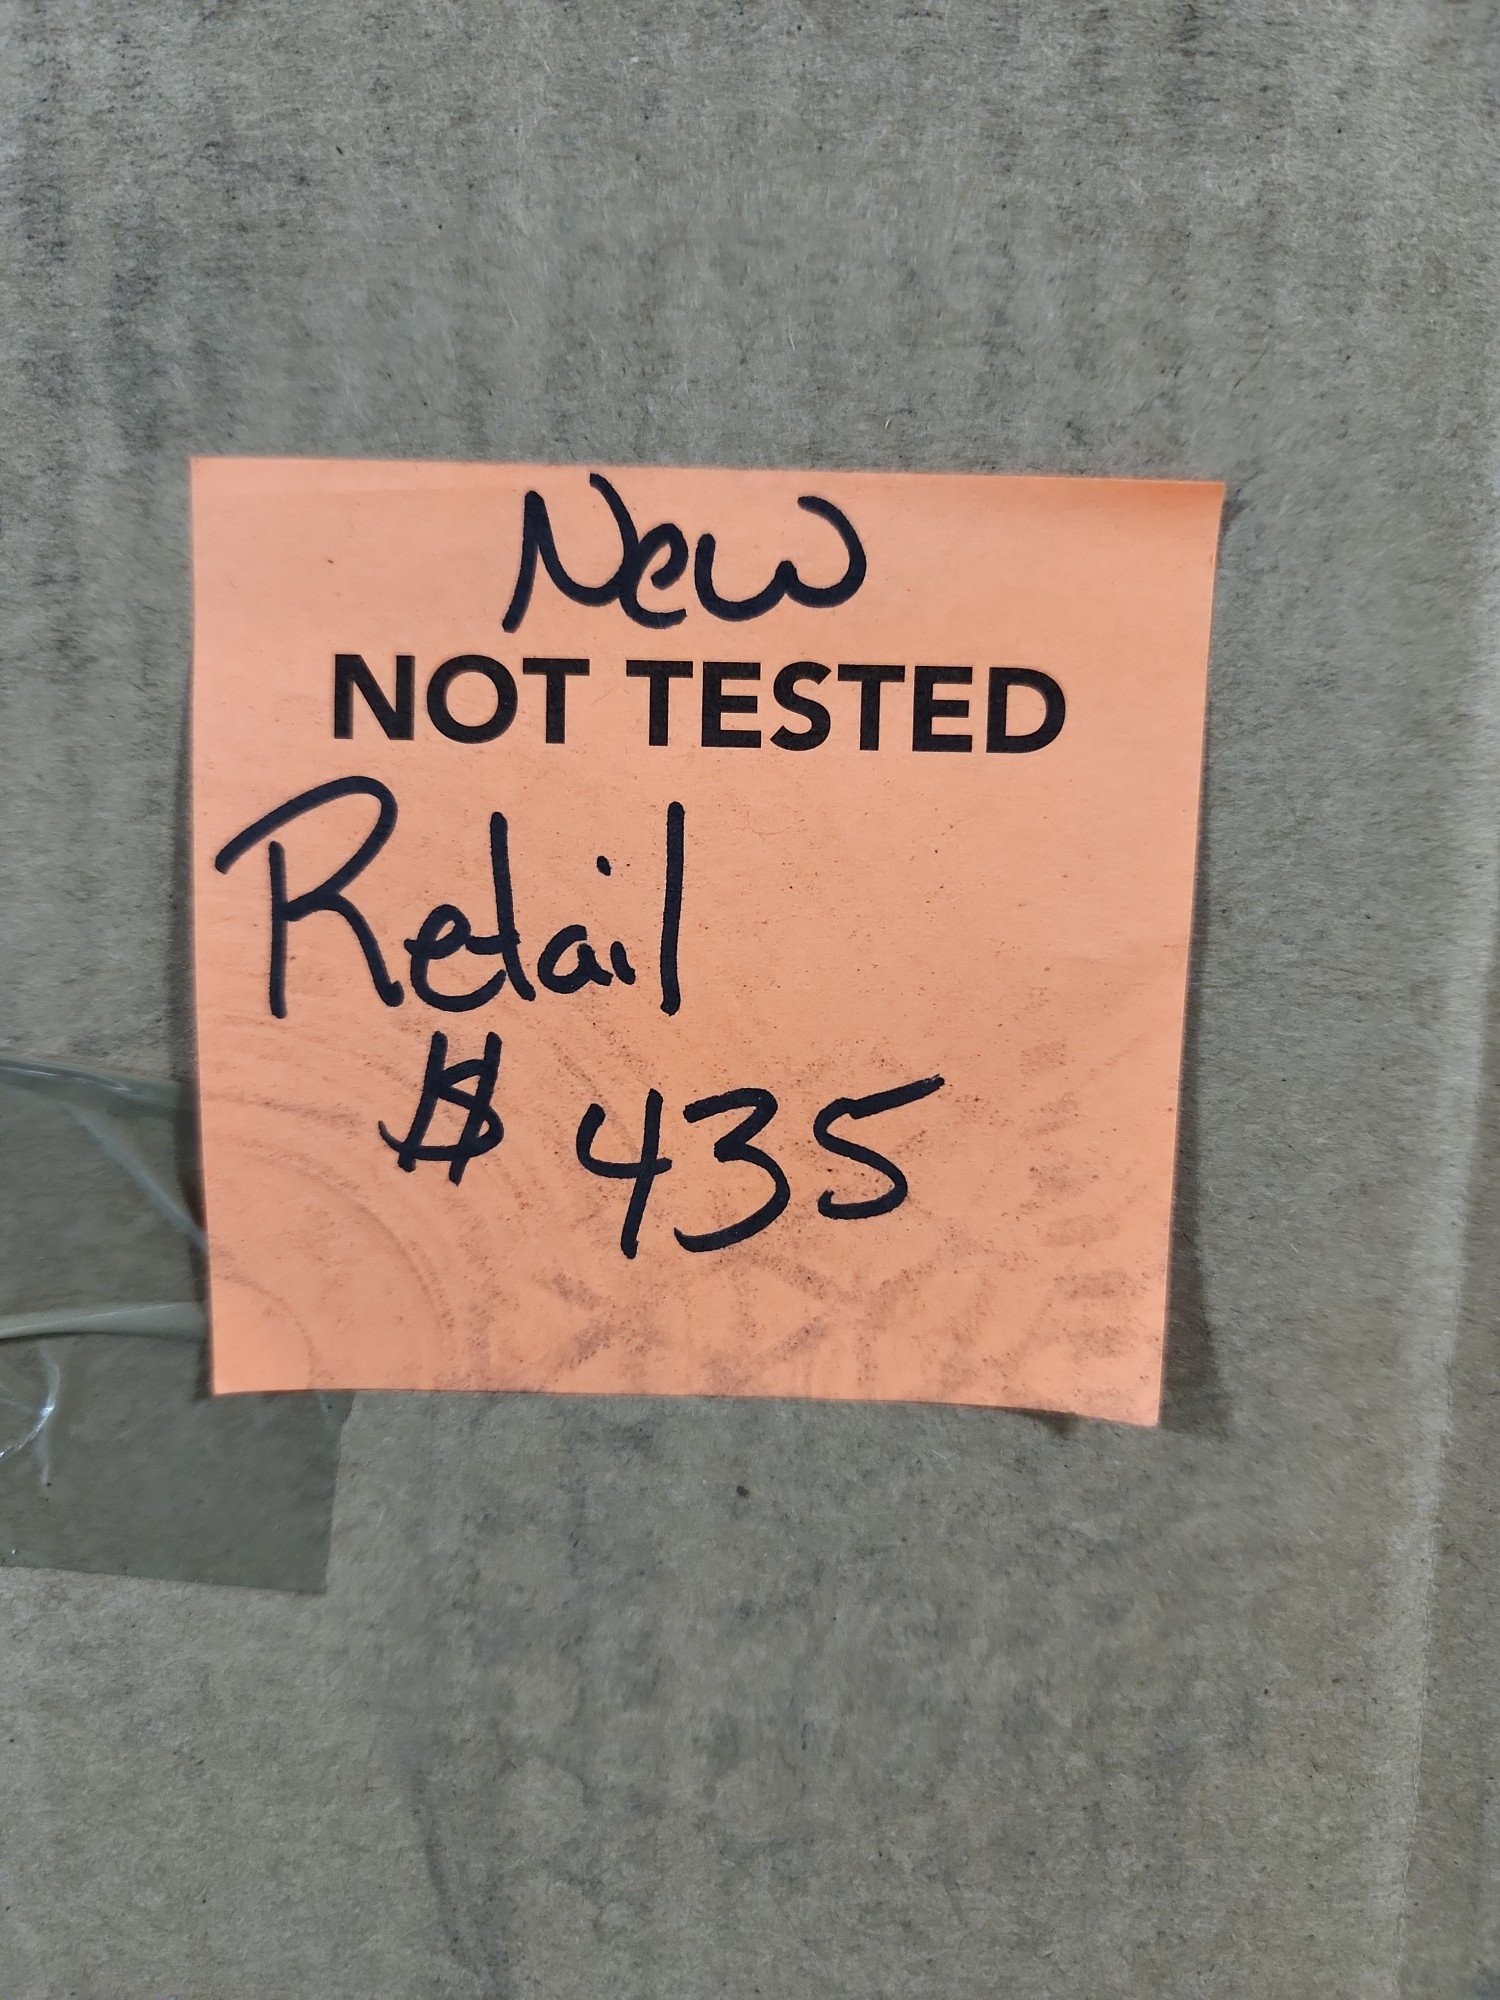 New
NOT TESTED
Retail
$ 435